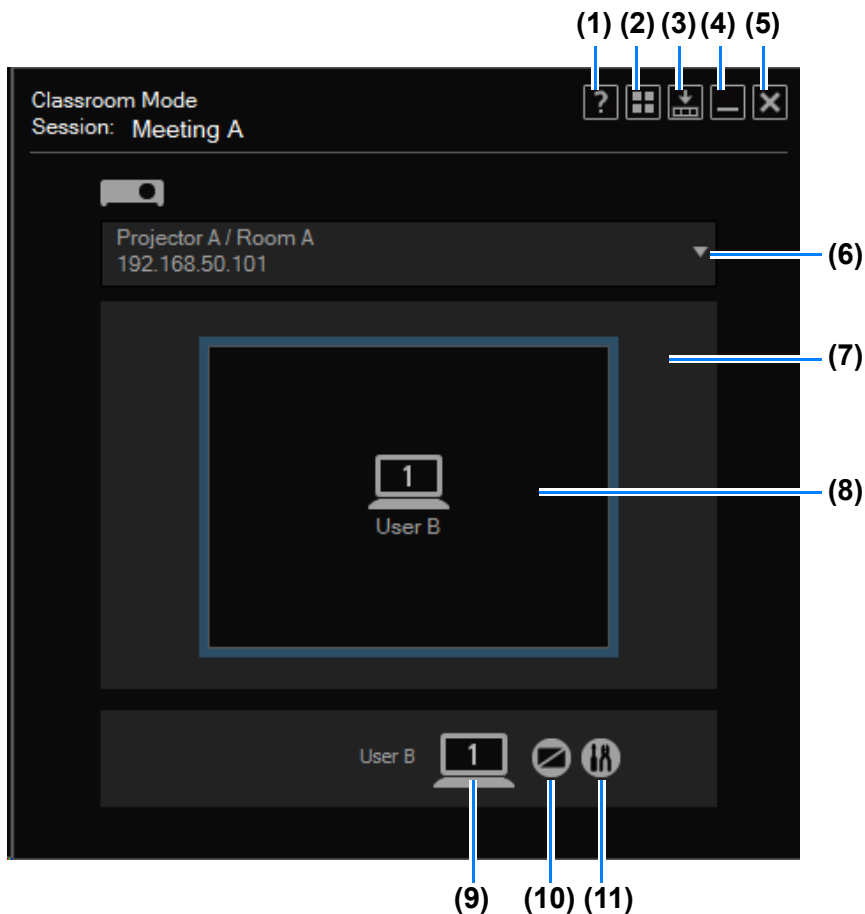 (1) (2) (3) (4) (5)
Classroom Mode
Session: Meeting A
?
Projector A / Room A
192.168.50.101
(6)
(7)
1
User B
(8)
User B 1
(9) (10) (11)